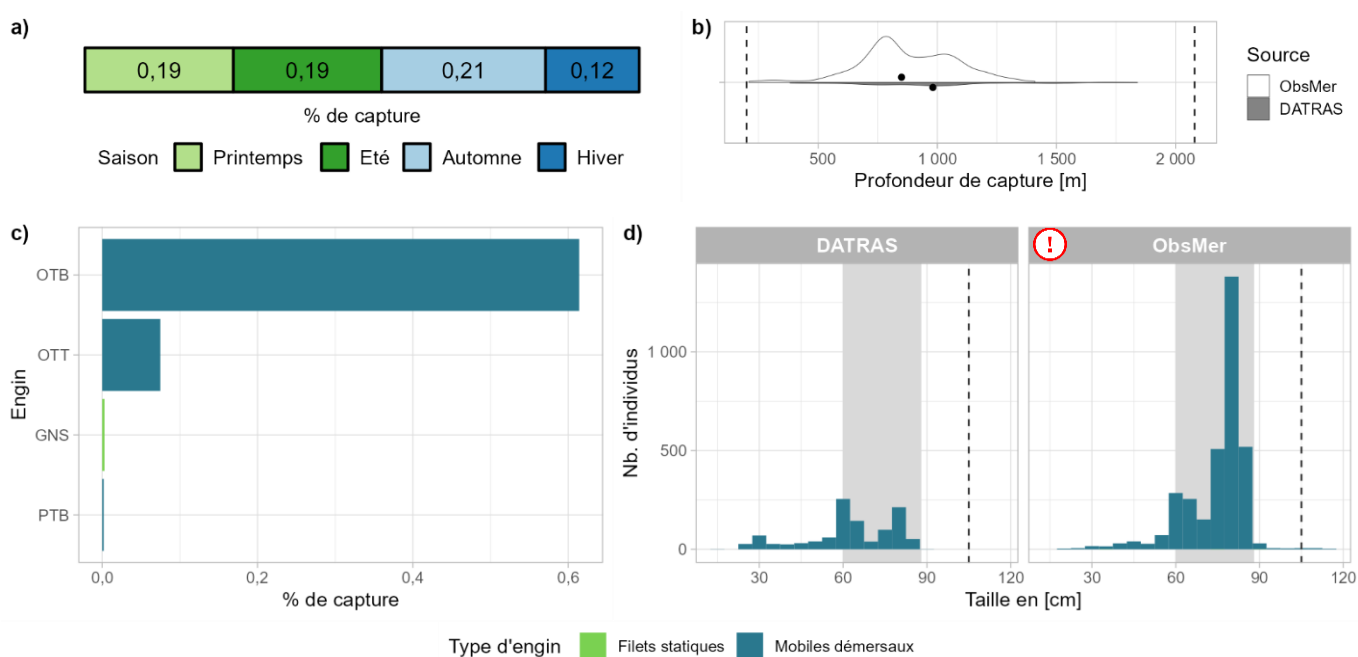 a)
0,19 0,19 0,21 0,12
% de capture
Saison Printemps Eté Automne Hiver
b)
500 1 000 1 500 2 000
Profondeur de capture [m]
Source
ObsMer
DATRAS
c)
Engin
OTB
OTT
GNS
PTB
0,0 0,2 0,4 0,6
% de capture
d)
DATRAS ! ObsMer
Nb. d'individus
1 000
500
0
30 60 90 120 30 60 90 120
Taille en [cm]
Type d'engin Filets statiques Mobiles démersaux